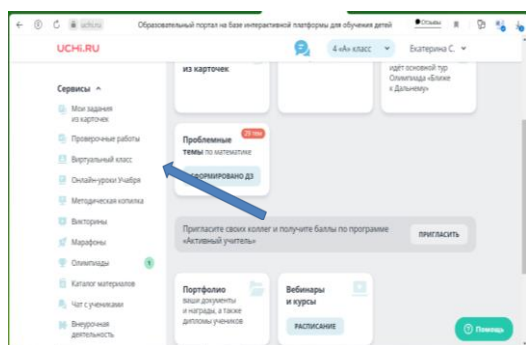 uchi.ru
Образовательный портал на базе интерактивной платформы для обучения детей
Отзывы
UCHi.RU
4 «А» класс
Екатерина С.
Сервисы
Мои задания
из карточек
Проверочные работы
Виртуальный класс
Онлайн-уроки Учебра
Методическая копилка
Викторины
Марафоны
Олимпиады
1
Каталог материалов
Чат с учениками
Внеурочная
деятельность
из карточек
идёт основной тур
Олимпиада «Ближе
к Дальнему»
Проблемные
темы по математике
СФОРМИРОВАНО ДЗ
Пригласите своих коллег и получите баллы по программе
«Активный учитель»
ПРИГЛАСИТЬ
Портфолио
ваши документы
и награды, а также
дипломы учеников
Вебинары
и курсы
РАСПИСАНИЕ
Помощь